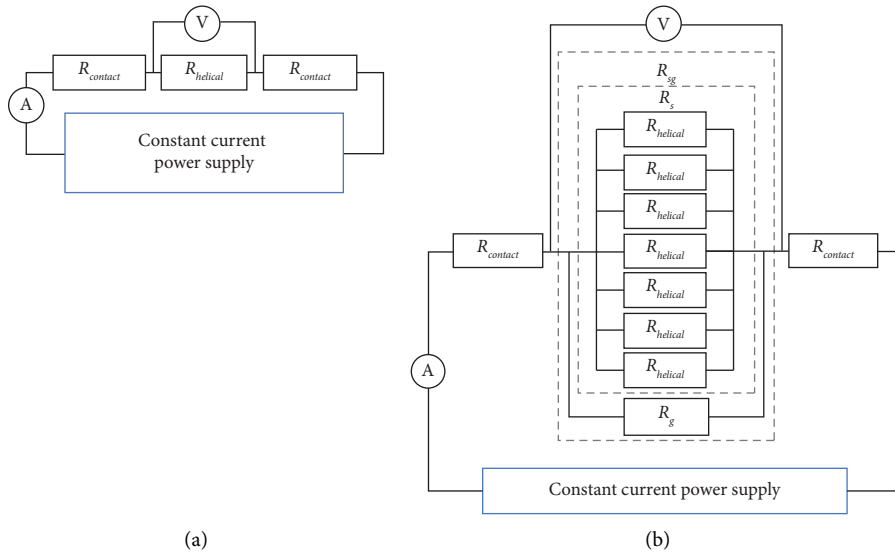 V
R_contact R_helical R_contact
A
Constant current
power supply
(a)
V
R_sg
R_s
R_helical
R_helical
R_helical
R_contact R_helical R_contact
R_helical
R_helical
A
R_helical
R_g
Constant current power supply
(b)